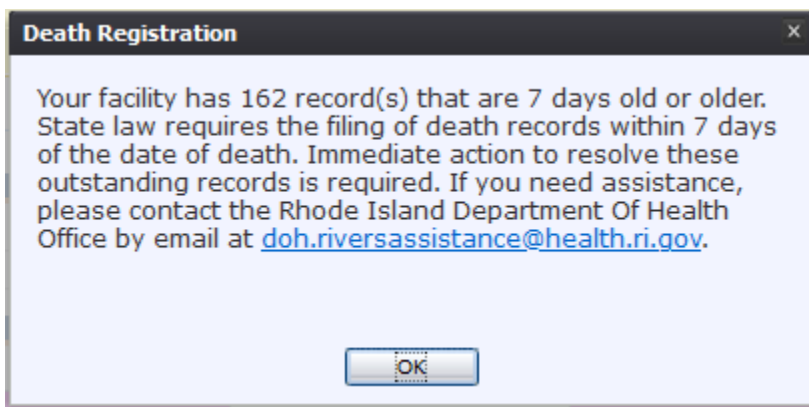 Death Registration
Your facility has 162 record(s) that are 7 days old or older.
State law requires the filing of death records within 7 days
of the date of death. Immediate action to resolve these
outstanding records is required. If you need assistance,
please contact the Rhode Island Department Of Health
Office by email at doh.riversassistance@health.ri.gov.
OK